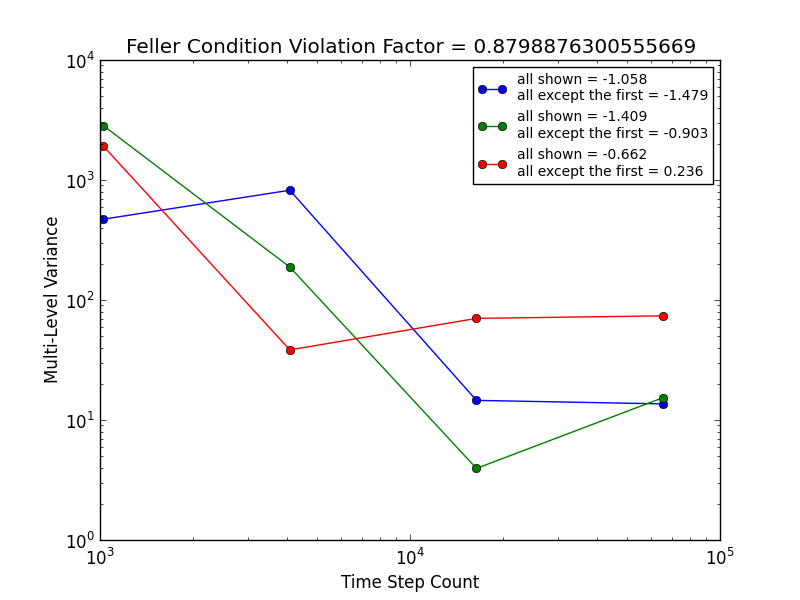 Feller Condition Violation Factor = 0.8798876300555669
10^4
10^3
10^2
10^1
10^0
Multi-Level Variance
all shown = -1.058
all except the first = -1.479
all shown = -1.409
all except the first = -0.903
all shown = -0.662
all except the first = 0.236
10^3
10^4
10^5
Time Step Count